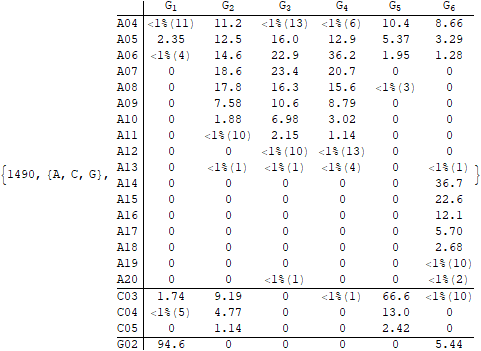 G1 G2 G3 G4 G5 G6
A04 <1%(11) 11.2 <1%(13) <1%(6) 10.4 8.66
A05 2.35 12.5 16.0 12.9 5.37 3.29
A06 <1%(4) 14.6 22.9 36.2 1.95 1.28
A07 0 18.6 23.4 20.7 0 0
A08 0 17.8 16.3 15.6 <1%(3) 0
A09 0 7.58 10.6 8.79 0 0
A10 0 1.88 6.98 3.02 0 0
A11 0 <1%(10) 2.15 1.14 0 0
A12 0 0 <1%(10) <1%(13) 0 0
A13 0 <1%(1) <1%(1) <1%(4) 0 <1%(1)
{1490, {A, C, G}, }
A14 0 0 0 0 0 36.7
A15 0 0 0 0 0 22.6
A16 0 0 0 0 0 12.1
A17 0 0 0 0 0 5.70
A18 0 0 0 0 0 2.68
A19 0 0 0 0 0 <1%(10)
A20 0 0 <1%(1) 0 0 <1%(2)
C03 1.74 9.19 0 <1%(1) 66.6 <1%(10)
C04 <1%(5) 4.77 0 0 13.0 0
C05 0 1.14 0 0 2.42 0
G02 94.6 0 0 0 0 5.44